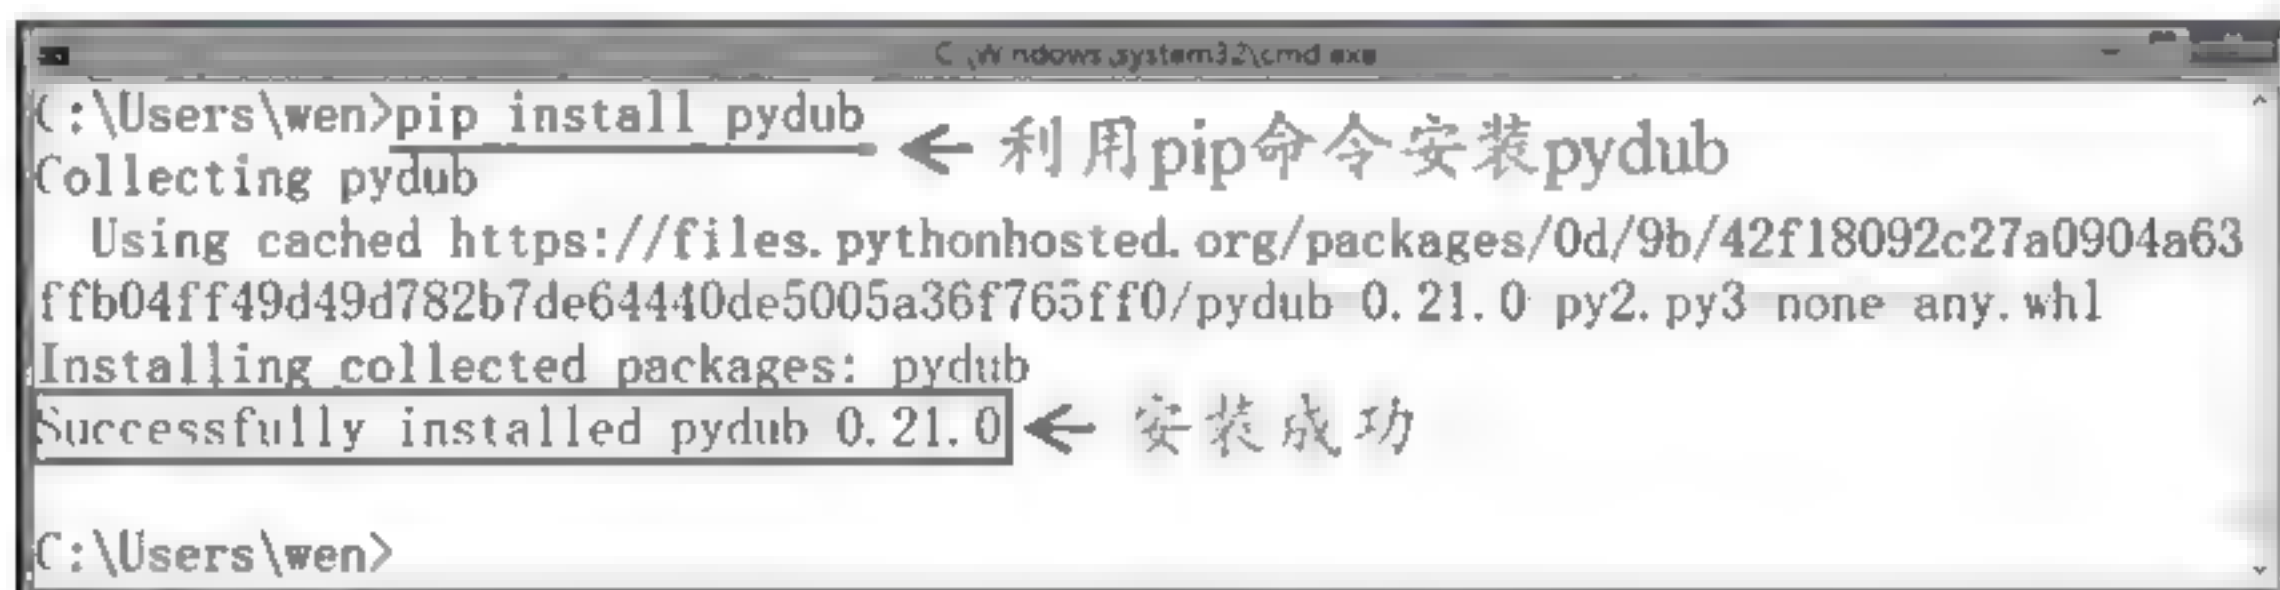 C:\Windows\system32\cmd.exe
C:\Users\wen>pip install pydub ← 利用pip命令安装pydub
Collecting pydub
Using cached https://files.pythonhosted.org/packages/0d/9b/42f18092c27a0904a63
ffb04ff49d49d782b7de64440de5005a36f765ff0/pydub 0.21.0 py2.py3 none any.whl
Installing collected packages: pydub
Successfully installed pydub 0.21.0 ← 安装成功
C:\Users\wen>